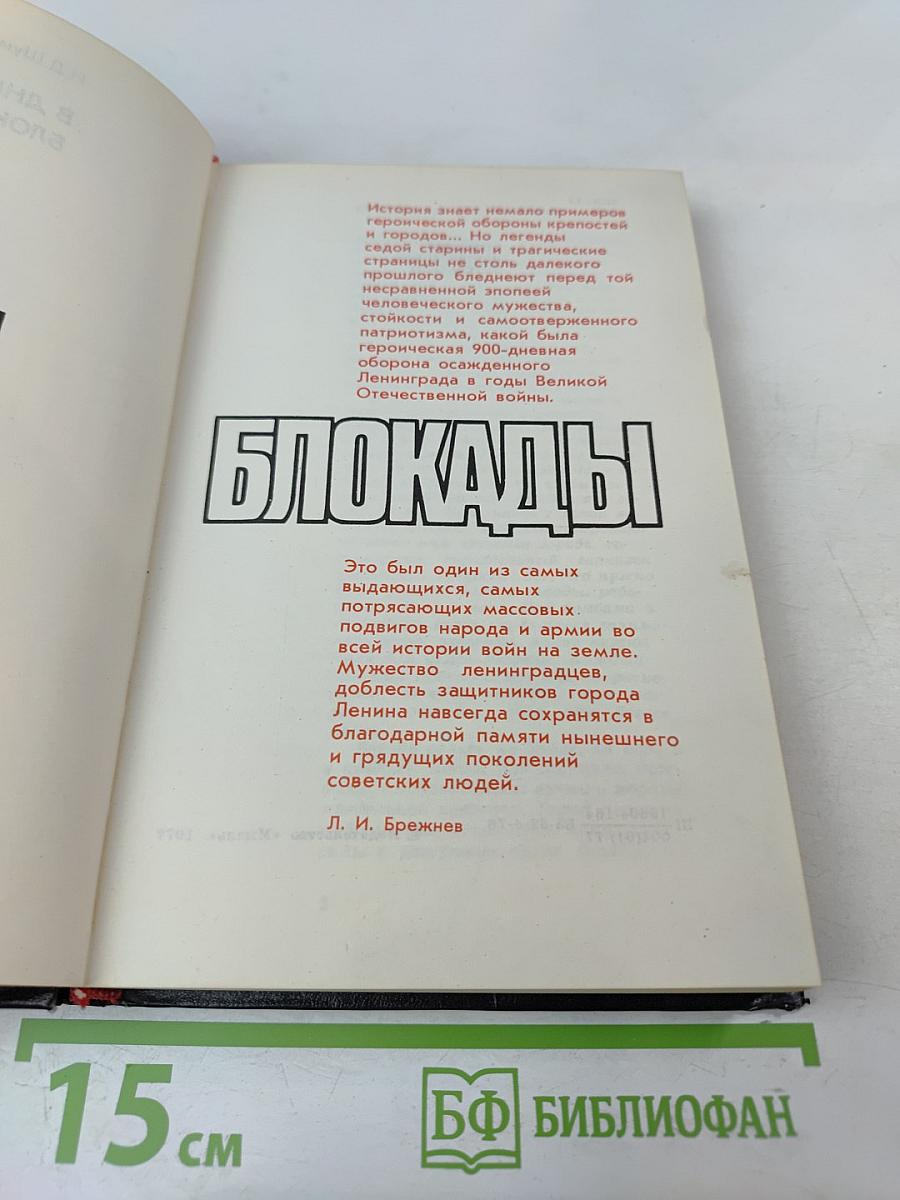 История знает немало примеров
героической обороны крепостей
и городов... Но легенды
седой старины и трагические
страницы не столь далекого
прошлого бледнеют перед той
несравненной эпопеей
человеческого мужества,
стойкости и самоотверженного
патриотизма, какой была
героическая 900-дневная
оборона осажденного
Ленинграда в годы Великой
Отечественной войны.
БЛОКАДЫ
Это был один из самых
выдающихся, самых
потрясающих массовых
подвигов народа и армии во
всей истории войн на земле.
Мужество ленинградцев,
доблесть защитников города
Ленина навсегда сохранятся в
благодарной памяти нынешнего
и грядущих поколений
советских людей.
Л. И. Брежнев
15 см
БФ БИБЛИОФАН